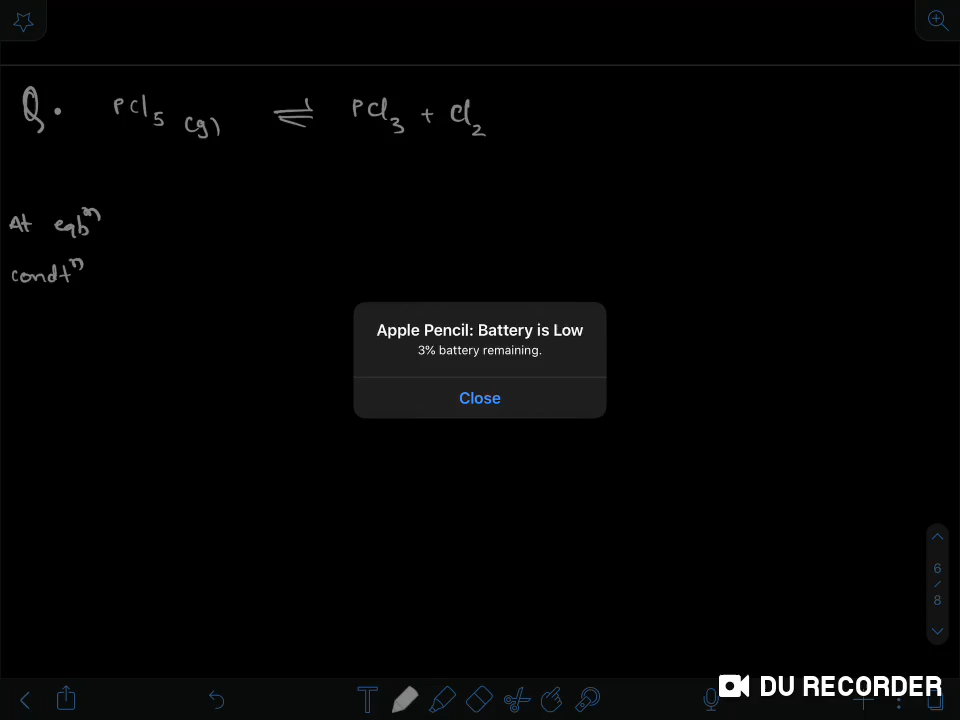 Q. PCl5 (g) ⇌ PCl3 + Cl2
At eqbⁿ
condtⁿ
Apple Pencil: Battery is Low
3% battery remaining.
Close
6
/
8
T
DU RECORDER